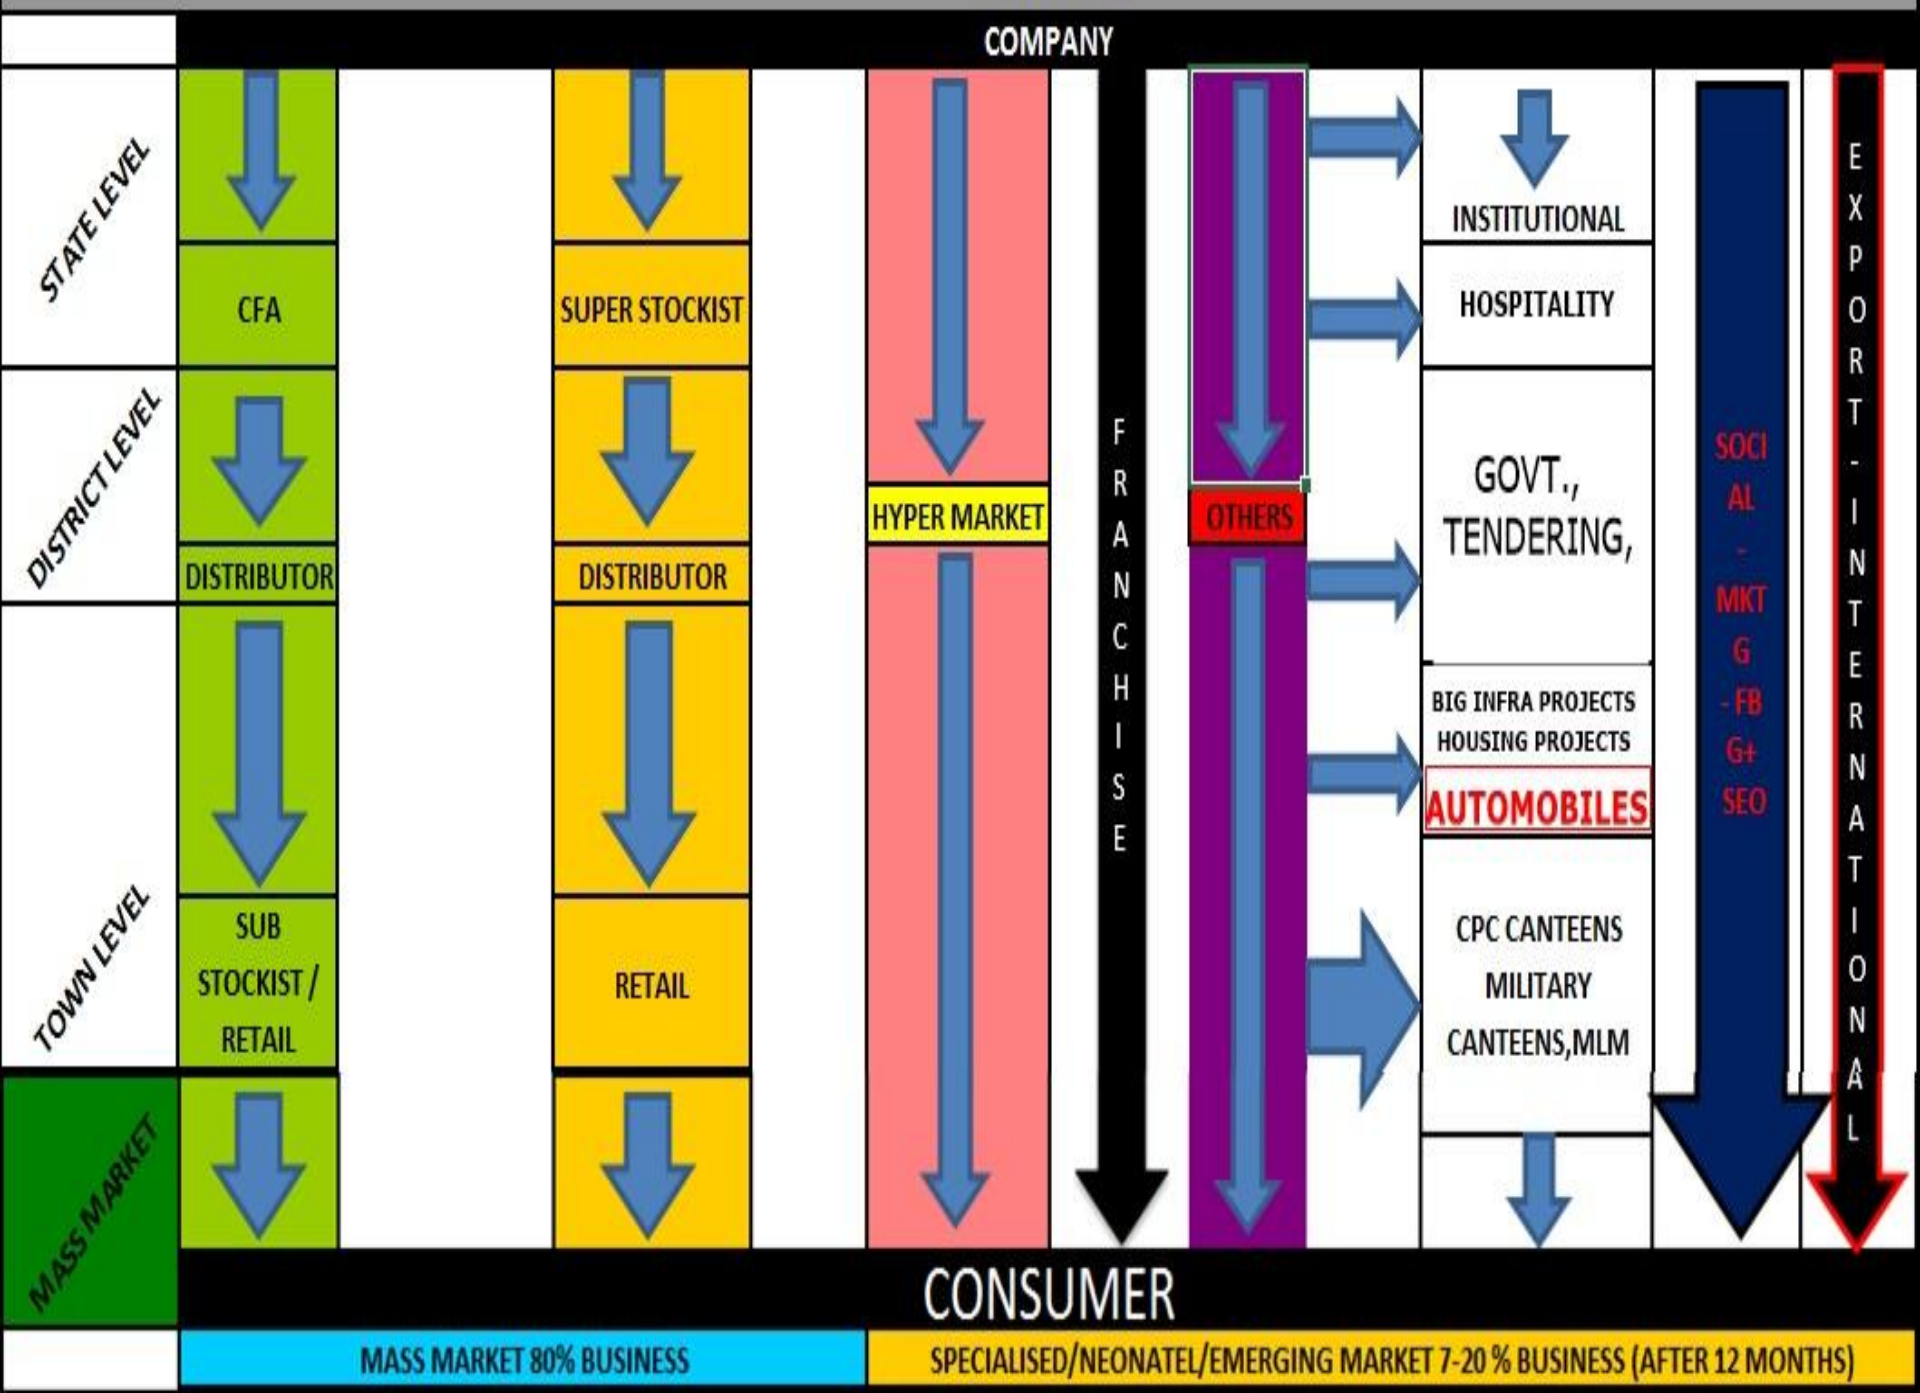 COMPANY
STATE LEVEL
DISTRICT LEVEL
TOWN LEVEL
MASS MARKET
CFA
DISTRIBUTOR
SUB
STOCKIST /
RETAIL
SUPER STOCKIST
DISTRIBUTOR
RETAIL
HYPER MARKET
FRANCHISE
OTHERS
INSTITUTIONAL
HOSPITALITY
GOVT.,
TENDERING,
BIG INFRA PROJECTS
HOUSING PROJECTS
AUTOMOBILES
CPC CANTEENS
MILITARY
CANTEENS,MLM
SOCI
AL
-
MKT
G
- FB
G+
SEO
EXPORT-INTERNATIONAL
CONSUMER
MASS MARKET 80% BUSINESS
SPECIALISED/NEONATEL/EMERGING MARKET 7-20 % BUSINESS (AFTER 12 MONTHS)